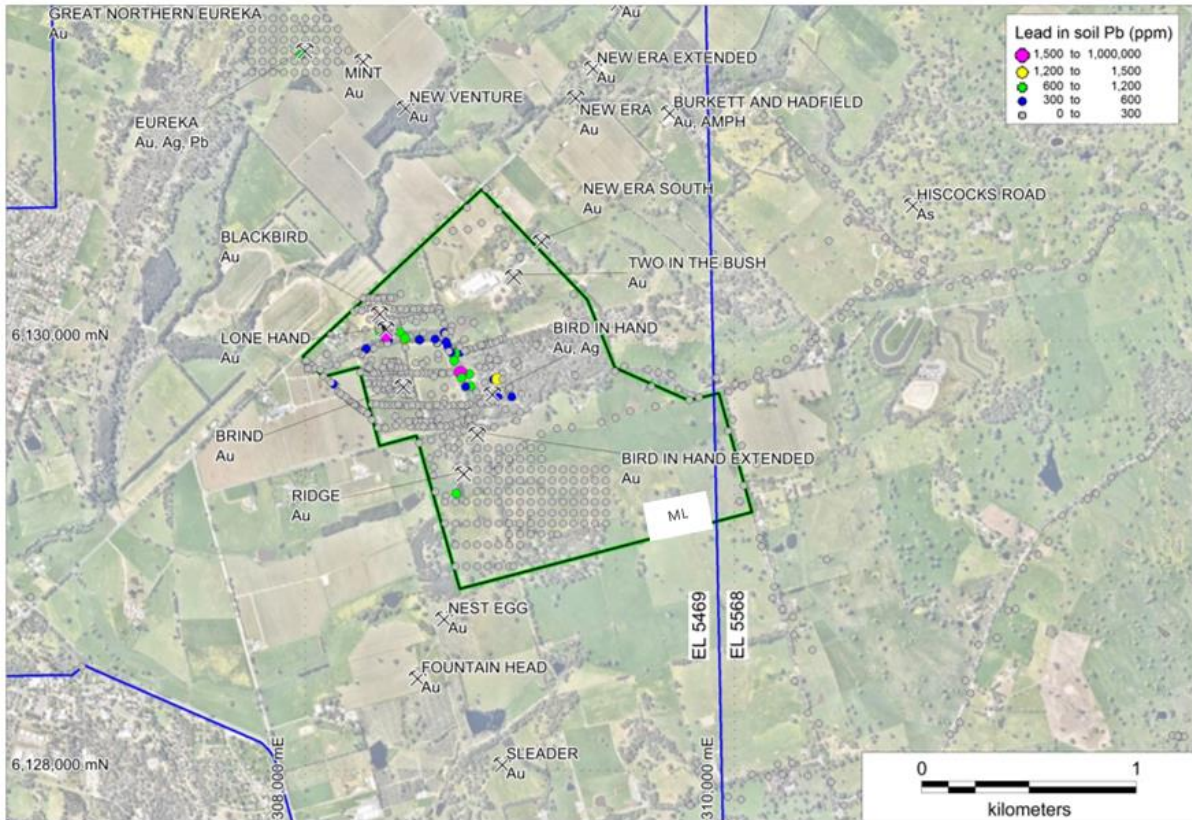 GREAT NORTHERN EUREKA
Au
MINT
Au
EUREKA
Au, Ag, Pb
NEW VENTURE
Au
Au
NEW ERA EXTENDED
Au
NEW ERA
Au
BURKETT AND HADFIELD
Au, AMPH
Lead in soil Pb (ppm)
1,500 to 1,000,000
1,200 to 1,500
600 to 1,200
300 to 600
0 to 300
HISCOCKS ROAD
As
NEW ERA SOUTH
Au
BLACKBIRD
Au
TWO IN THE BUSH
Au
6,130,000 mN
LONE HAND
Au
BIRD IN HAND
Au, Ag
BRIND
Au
BIRD IN HAND EXTENDED
Au
RIDGE
Au
ML
NEST EGG
Au
EL 5469
EL 5568
FOUNTAIN HEAD
Au
SLEADER
Au
6,128,000 mN
308,000 mE
310,000 mE
0 1
kilometers